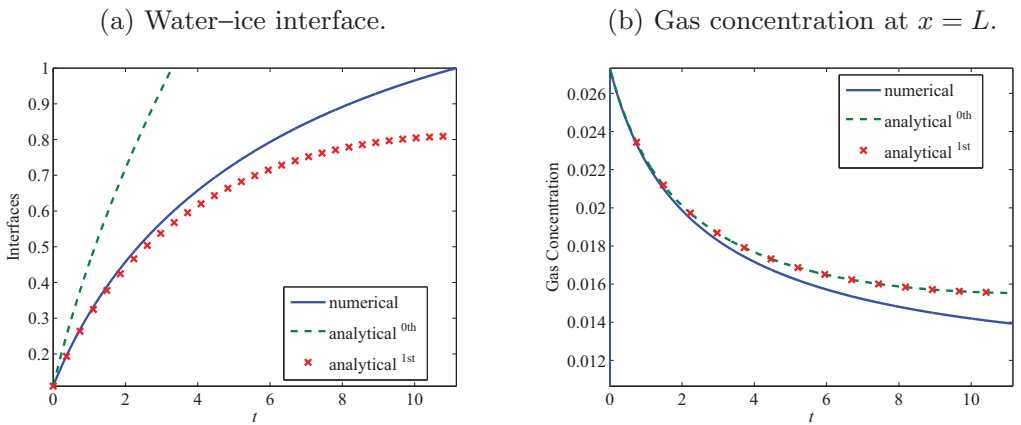 (a) Water–ice interface.
1
0.9
0.8
0.7
0.6
0.5
0.4
0.3
0.2
Interfaces
numerical
analytical 0th
analytical 1st
0 2 4 6 8 10
t
(b) Gas concentration at x = L.
0.026
0.024
0.022
0.02
0.018
0.016
0.014
0.012
Gas Concentration
numerical
analytical 0th
analytical 1st
0 2 4 6 8 10
t